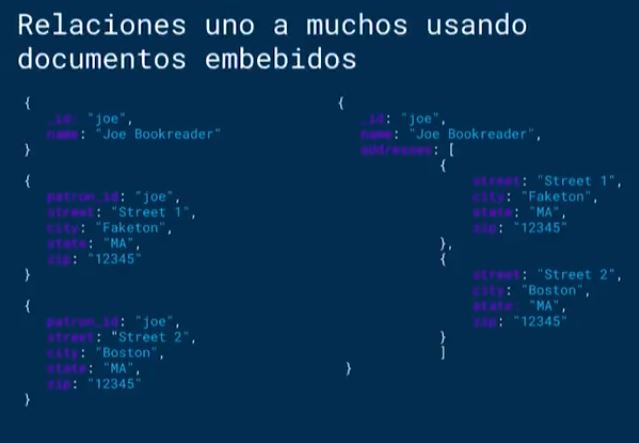 Relaciones uno a muchos usando
documentos embebidos
{
_id: "joe",
name: "Joe Bookreader"
}
{
patron_id: "joe",
street: "Street 1",
city: "Faketon",
state: "MA",
zip: "12345"
}
{
patron_id: "joe",
street: "Street 2",
city: "Boston",
state: "MA",
zip: "12345"
}
{
_id: "joe",
name: "Joe Bookreader",
addresses: [
{
street: "Street 1",
city: "Faketon",
state: "MA",
zip: "12345"
},
{
street: "Street 2",
city: "Boston",
state: "MA",
zip: "12345"
}
]
}